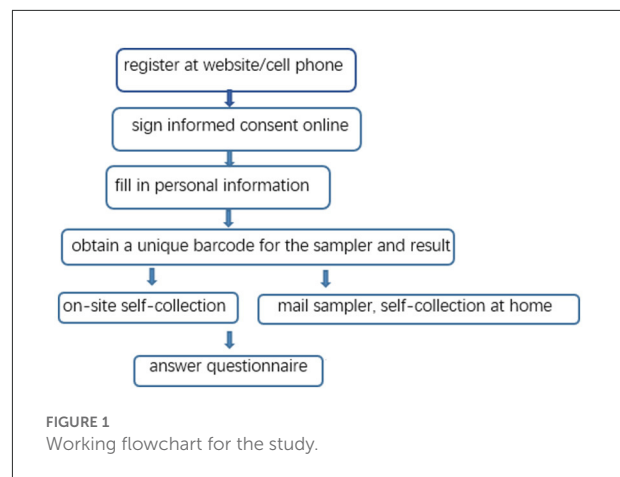 register at website/cell phone
sign informed consent online
fill in personal information
obtain a unique barcode for the sampler and result
on-site self-collection
mail sampler, self-collection at home
answer questionnaire
FIGURE 1
Working flowchart for the study.